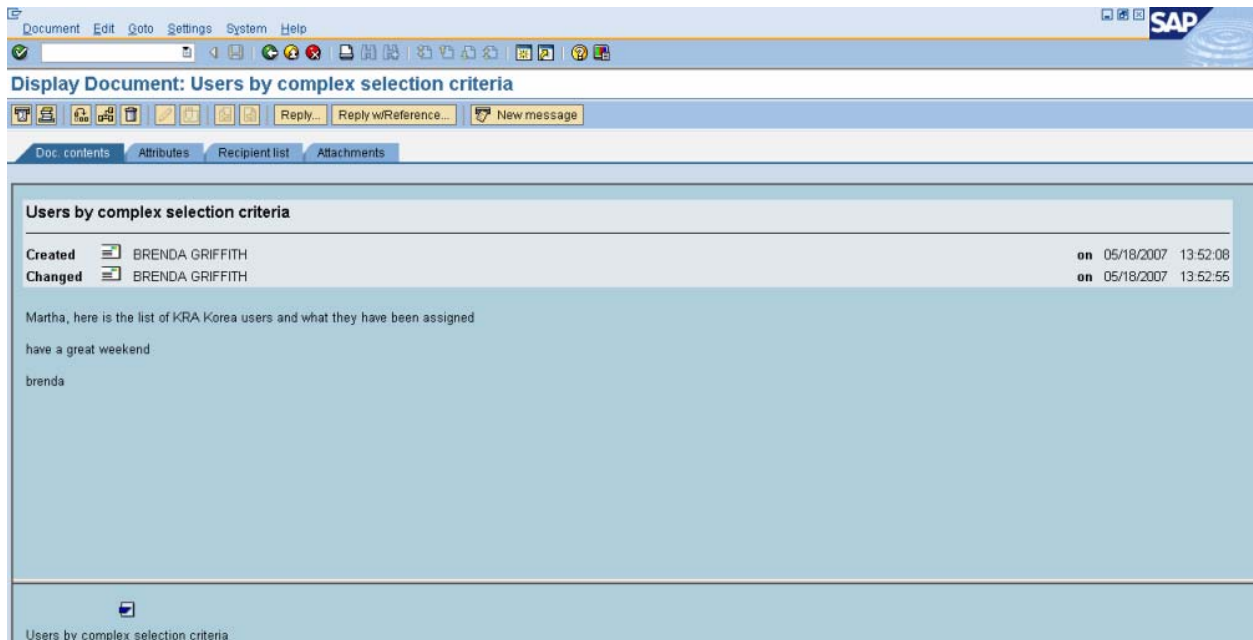 Document Edit Goto Settings System Help
SAP
Display Document: Users by complex selection criteria
Reply... Reply w/Reference... New message
Doc. contents Attributes Recipient list Attachments
Users by complex selection criteria
Created BRENDA GRIFFITH on 05/18/2007 13:52:08
Changed BRENDA GRIFFITH on 05/18/2007 13:52:55
Martha, here is the list of KRA Korea users and what they have been assigned
have a great weekend
brenda
Users by complex selection criteria